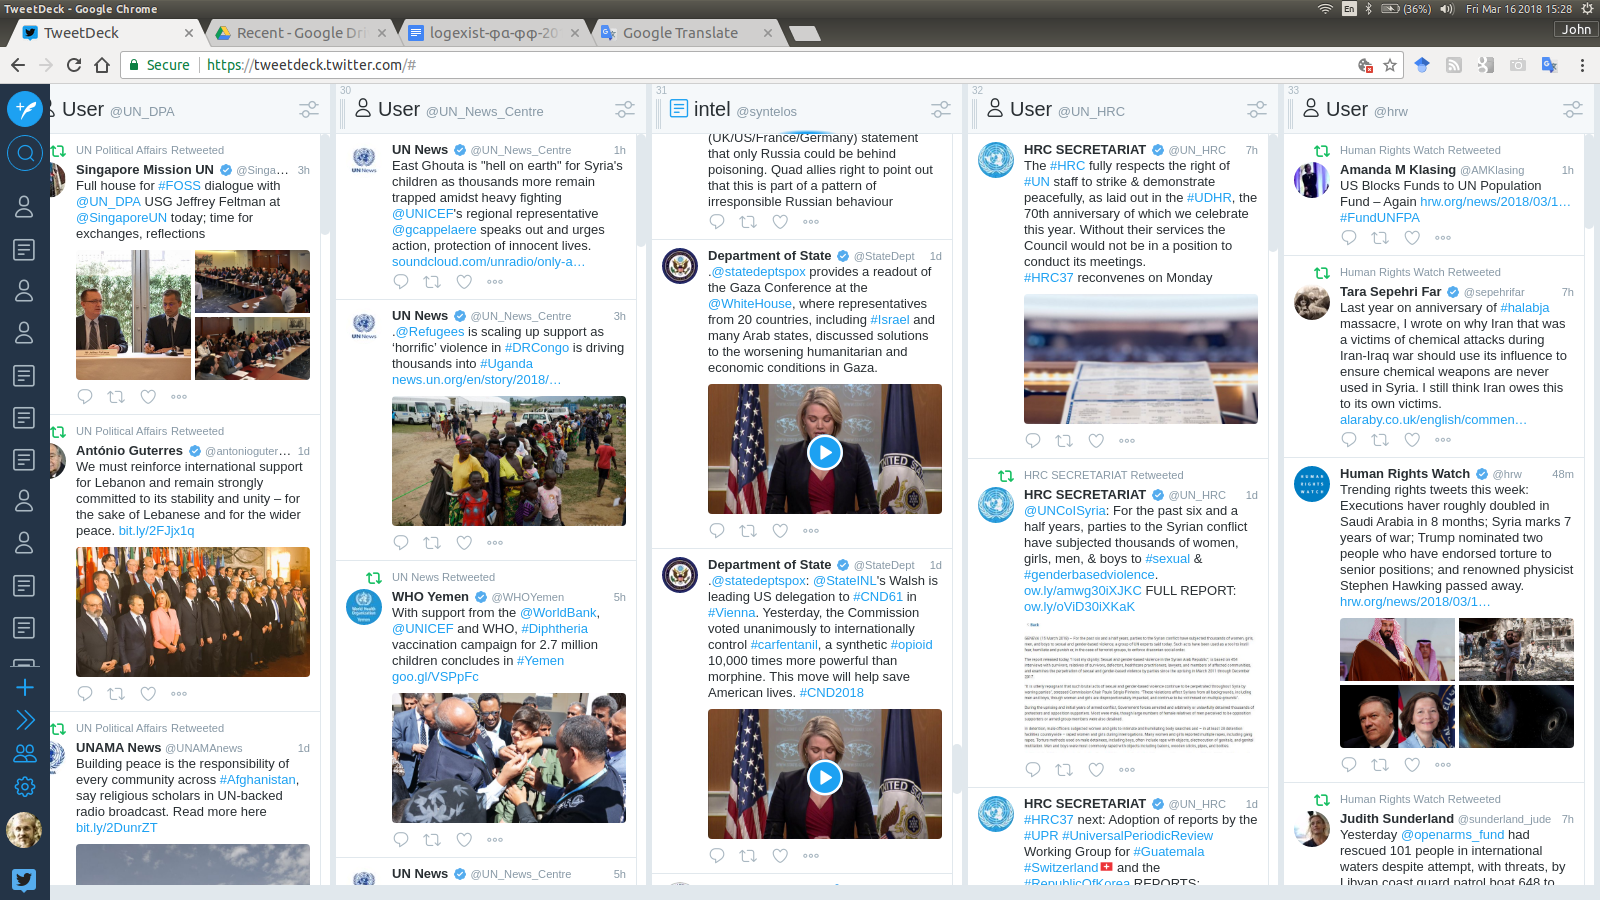 TweetDeck - Google Chrome
En
(36%)
Fri Mar 16 2018 15:28
TweetDeck
Recent - Google Dri
logexist-φα-φφ-20
Google Translate
John
Secure
https://tweetdeck.twitter.com/#
User @UN_DPA
UN Political Affairs Retweeted
Singapore Mission UN @Singa... 3h
Full house for #FOSS dialogue with
@UN_DPA USG Jeffrey Feltman at
@SingaporeUN today; time for
exchanges, reflections
UN Political Affairs Retweeted
António Guterres @antonioguter... 1d
We must reinforce international support
for Lebanon and remain strongly
committed to its stability and unity – for
the sake of Lebanese and for the wider
peace. bit.ly/2FJjx1q
UN Political Affairs Retweeted
UNAMA News @UNAMAnews 1d
Building peace is the responsibility of
every community across #Afghanistan,
say religious scholars in UN-backed
radio broadcast. Read more here
bit.ly/2DunrZT
30
User @UN_News_Centre
UN News @UN_News_Centre 1h
East Ghouta is "hell on earth" for Syria's
children as thousands more remain
trapped amidst heavy fighting
@UNICEF's regional representative
@gcappelaere speaks out and urges
action, protection of innocent lives.
soundcloud.com/unradio/only-a…
UN News @UN_News_Centre 3h
.@Refugees is scaling up support as
‘horrific’ violence in #DRCongo is driving
thousands into #Uganda
news.un.org/en/story/2018/…
UN News Retweeted
WHO Yemen @WHOYemen 5h
With support from the @WorldBank,
@UNICEF and WHO, #Diphtheria
vaccination campaign for 2.7 million
children concludes in #Yemen
goo.gl/VSPpFc
UN News @UN_News_Centre 5h
31
intel @syntelos
(UK/US/France/Germany) statement
that only Russia could be behind
poisoning. Quad allies right to point out
that this is part of a pattern of
irresponsible Russian behaviour
Department of State @StateDept 1d
.@statedeptspox provides a readout of
the Gaza Conference at the
@WhiteHouse, where representatives
from 20 countries, including #Israel and
many Arab states, discussed solutions
to the worsening humanitarian and
economic conditions in Gaza.
Department of State @StateDept 1d
.@statedeptspox: @StateINL's Walsh is
leading US delegation to #CND61 in
#Vienna. Yesterday, the Commission
voted unanimously to internationally
control #carfentanil, a synthetic #opioid
10,000 times more powerful than
morphine. This move will help save
American lives. #CND2018
32
User @UN_HRC
HRC SECRETARIAT @UN_HRC 7h
The #HRC fully respects the right of
#UN staff to strike & demonstrate
peacefully, as laid out in the #UDHR, the
70th anniversary of which we celebrate
this year. Without their services the
Council would not be in a position to
conduct its meetings.
#HRC37 reconvenes on Monday
HRC SECRETARIAT Retweeted
HRC SECRETARIAT @UN_HRC 1d
@UNCoISyria: For the past six and a
half years, parties to the Syrian conflict
have subjected thousands of women,
girls, men, & boys to #sexual &
#genderbasedviolence.
ow.ly/amwg30iXJKC FULL REPORT:
ow.ly/oViD30iXKaK
HRC SECRETARIAT @UN_HRC 1d
#HRC37 next: Adoption of reports by the
#UPR #UniversalPeriodicReview
Working Group for #Guatemala
#Switzerland and the
#RepublicOfKorea REPORTS:
33
User @hrw
Human Rights Watch Retweeted
Amanda M Klasing @AMKlasing 1h
US Blocks Funds to UN Population
Fund – Again hrw.org/news/2018/03/1…
#FundUNFPA
Human Rights Watch Retweeted
Tara Sepehri Far @sepehrifar 7h
Last year on anniversary of #halabja
massacre, I wrote on why Iran that was
a victims of chemical attacks during
Iran-Iraq war should use its influence to
ensure chemical weapons are never
used in Syria. I still think Iran owes this
to its own victims.
alaraby.co.uk/english/commen…
Human Rights Watch @hrw 48m
Trending rights tweets this week:
Executions haver roughly doubled in
Saudi Arabia in 8 months; Syria marks 7
years of war; Trump nominated two
people who have endorsed torture to
senior positions; and renowned physicist
Stephen Hawking passed away.
hrw.org/news/2018/03/1…
Human Rights Watch Retweeted
Judith Sunderland @sunderland_jude 7h
Yesterday @openarms_fund had
rescued 101 people in international
waters despite attempt, with threats, by
Libyan coast guard patrol boat 648 to